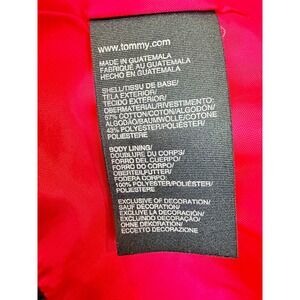 www.tommy.com
MADE IN GUATEMALA
FABRIQUÉ AU GUATEMALA
HECHO EN GUATEMALA
SHELL/TISSU DE BASE/
TELA EXTERIOR/
TECIDO EXTERIOR/
OBERMATERIAL/RIVESTIMENTO:
57% COTTON/COTON/ALGODÓN/
ALGODÃO/BAUMWOLLE/COTONE
43% POLYESTER/POLIÉSTER/
POLIESTERE
BODY LINING/
DOUBLURE DU CORPS/
FORRO DEL CUERPO/
FORRO DO CORPO/
OBERTEILFUTTER/
FODERA CORPO:
100% POLYESTER/POLIÉSTER/
POLIESTERE
EXCLUSIVE OF DECORATION/
SAUF DÉCORATION/
EXCLUYE LA DECORACIÓN/
EXCLUINDO DECORAÇÃO/
OHNE DEKORATION/
ECCETTO DECORAZIONE